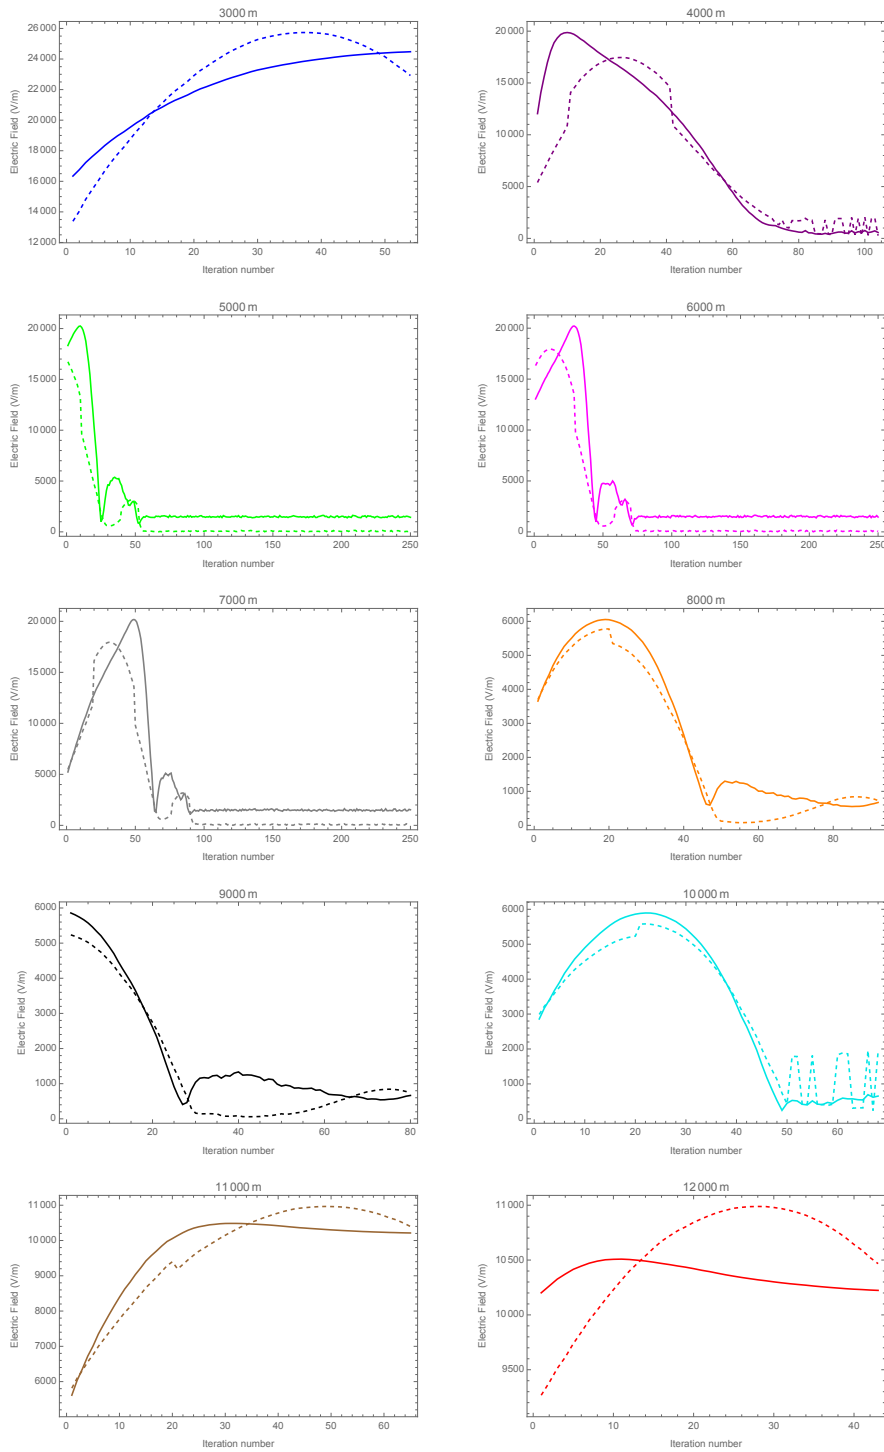 3000 m
Electric Field (V/m)
26 000
24 000
22 000
20 000
18 000
16 000
14 000
12 000
0 10 20 30 40 50
Iteration number
4000 m
Electric Field (V/m)
20 000
15 000
10 000
5000
0
0 20 40 60 80 100
Iteration number
5000 m
Electric Field (V/m)
20 000
15 000
10 000
5000
0
0 50 100 150 200 250
Iteration number
6000 m
Electric Field (V/m)
20 000
15 000
10 000
5000
0
0 50 100 150 200 250
Iteration number
7000 m
Electric Field (V/m)
20 000
15 000
10 000
5000
0
0 50 100 150 200 250
Iteration number
8000 m
Electric Field (V/m)
6000
5000
4000
3000
2000
1000
0
0 20 40 60 80
Iteration number
9000 m
Electric Field (V/m)
6000
5000
4000
3000
2000
1000
0
0 20 40 60 80
Iteration number
10 000 m
Electric Field (V/m)
6000
5000
4000
3000
2000
1000
0
0 10 20 30 40 50 60
Iteration number
11 000 m
Electric Field (V/m)
11 000
10 000
9000
8000
7000
6000
0 10 20 30 40 50 60
Iteration number
12 000 m
Electric Field (V/m)
11 000
10 500
10 000
9500
0 10 20 30 40
Iteration number